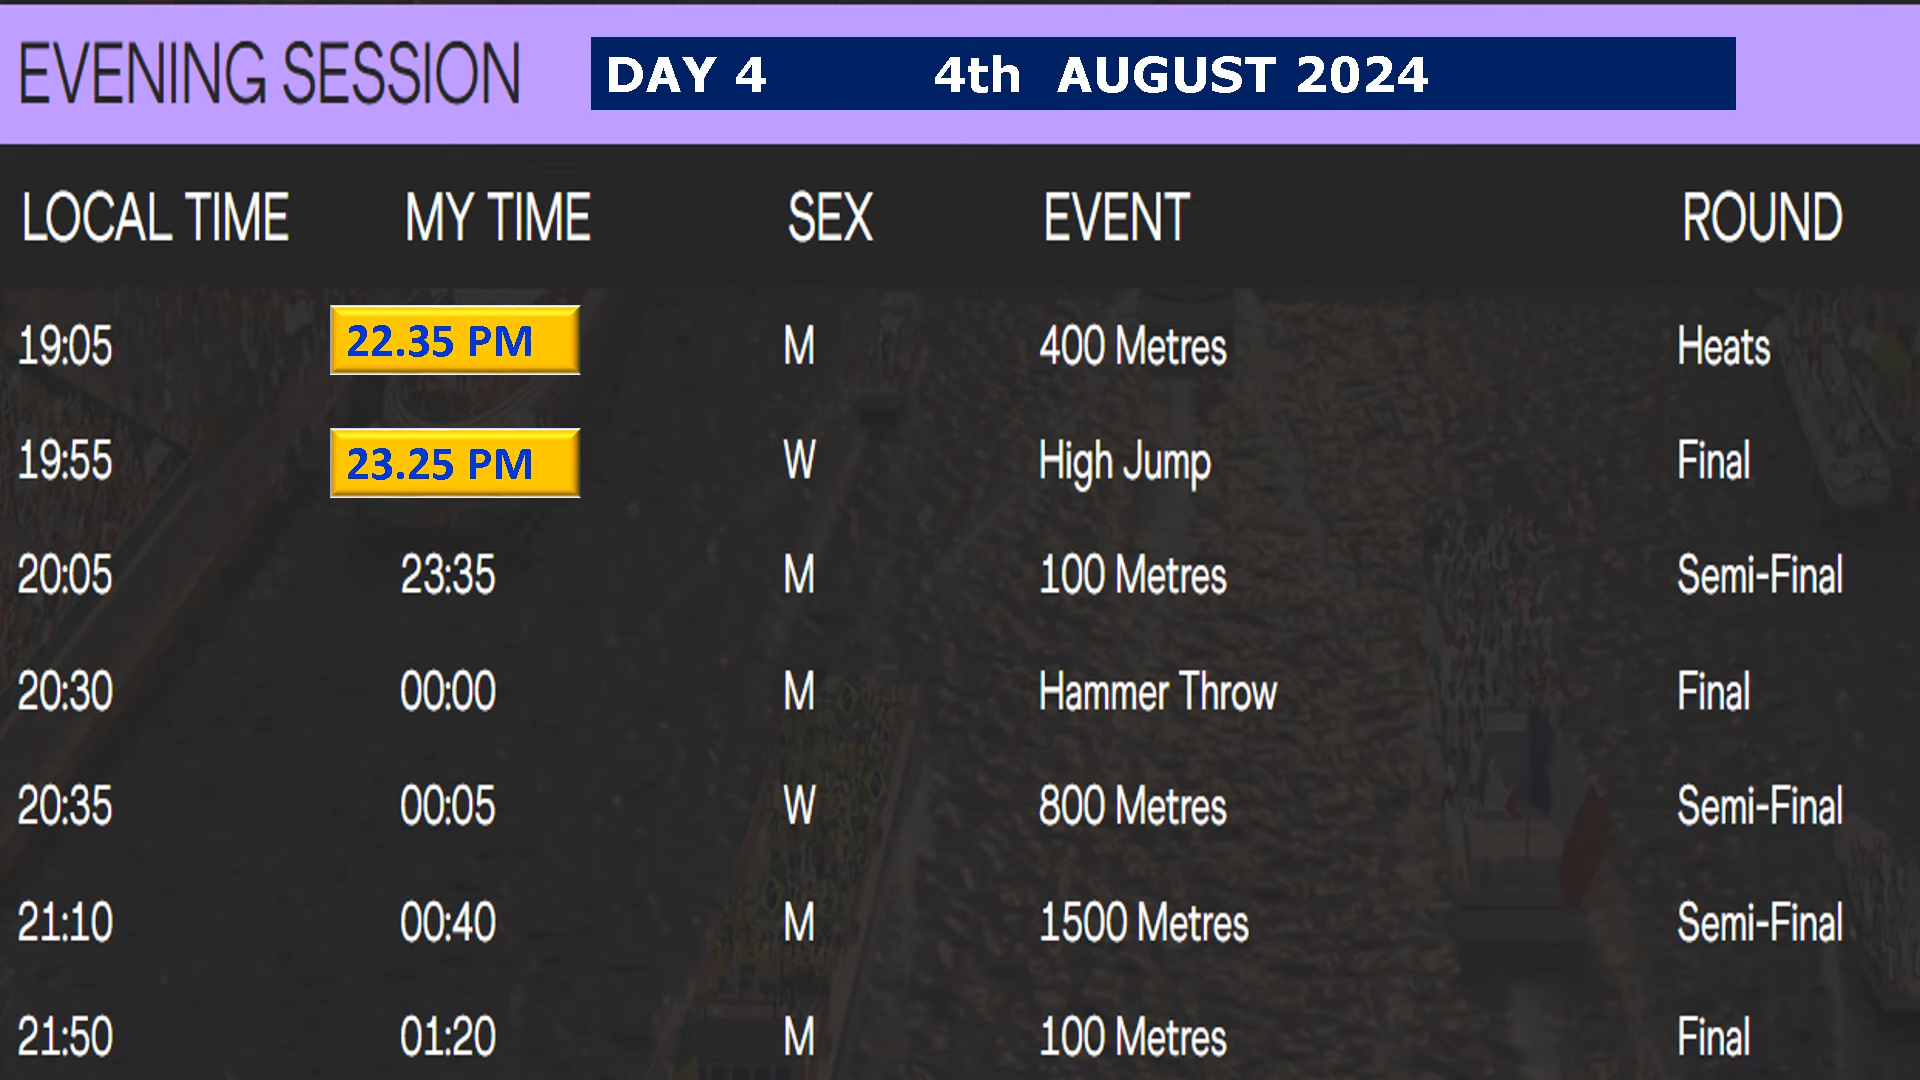 EVENING SESSION DAY 4 4th AUGUST 2024
LOCAL TIME MY TIME SEX EVENT ROUND
19:05 22.35 PM M 400 Metres Heats
19:55 23.25 PM W High Jump Final
20:05 23:35 M 100 Metres Semi-Final
20:30 00:00 M Hammer Throw Final
20:35 00:05 W 800 Metres Semi-Final
21:10 00:40 M 1500 Metres Semi-Final
21:50 01:20 M 100 Metres Final